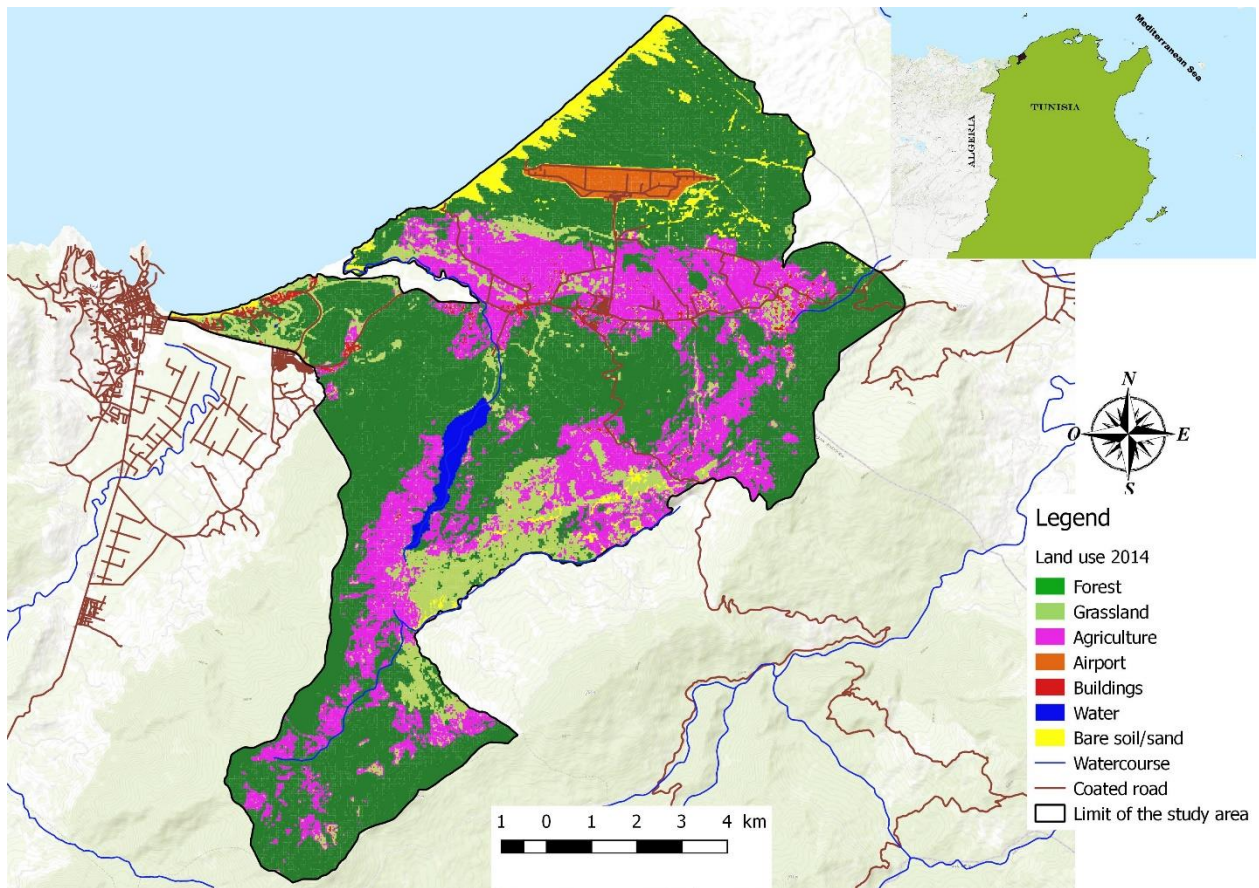 Mediterranean Sea
TUNISIA
ALGERIA
N
O
E
S
Legend
Land use 2014
Forest
Grassland
Agriculture
Airport
Buildings
Water
Bare soil/sand
Watercourse
Coated road
Limit of the study area
1 0 1 2 3 4 km